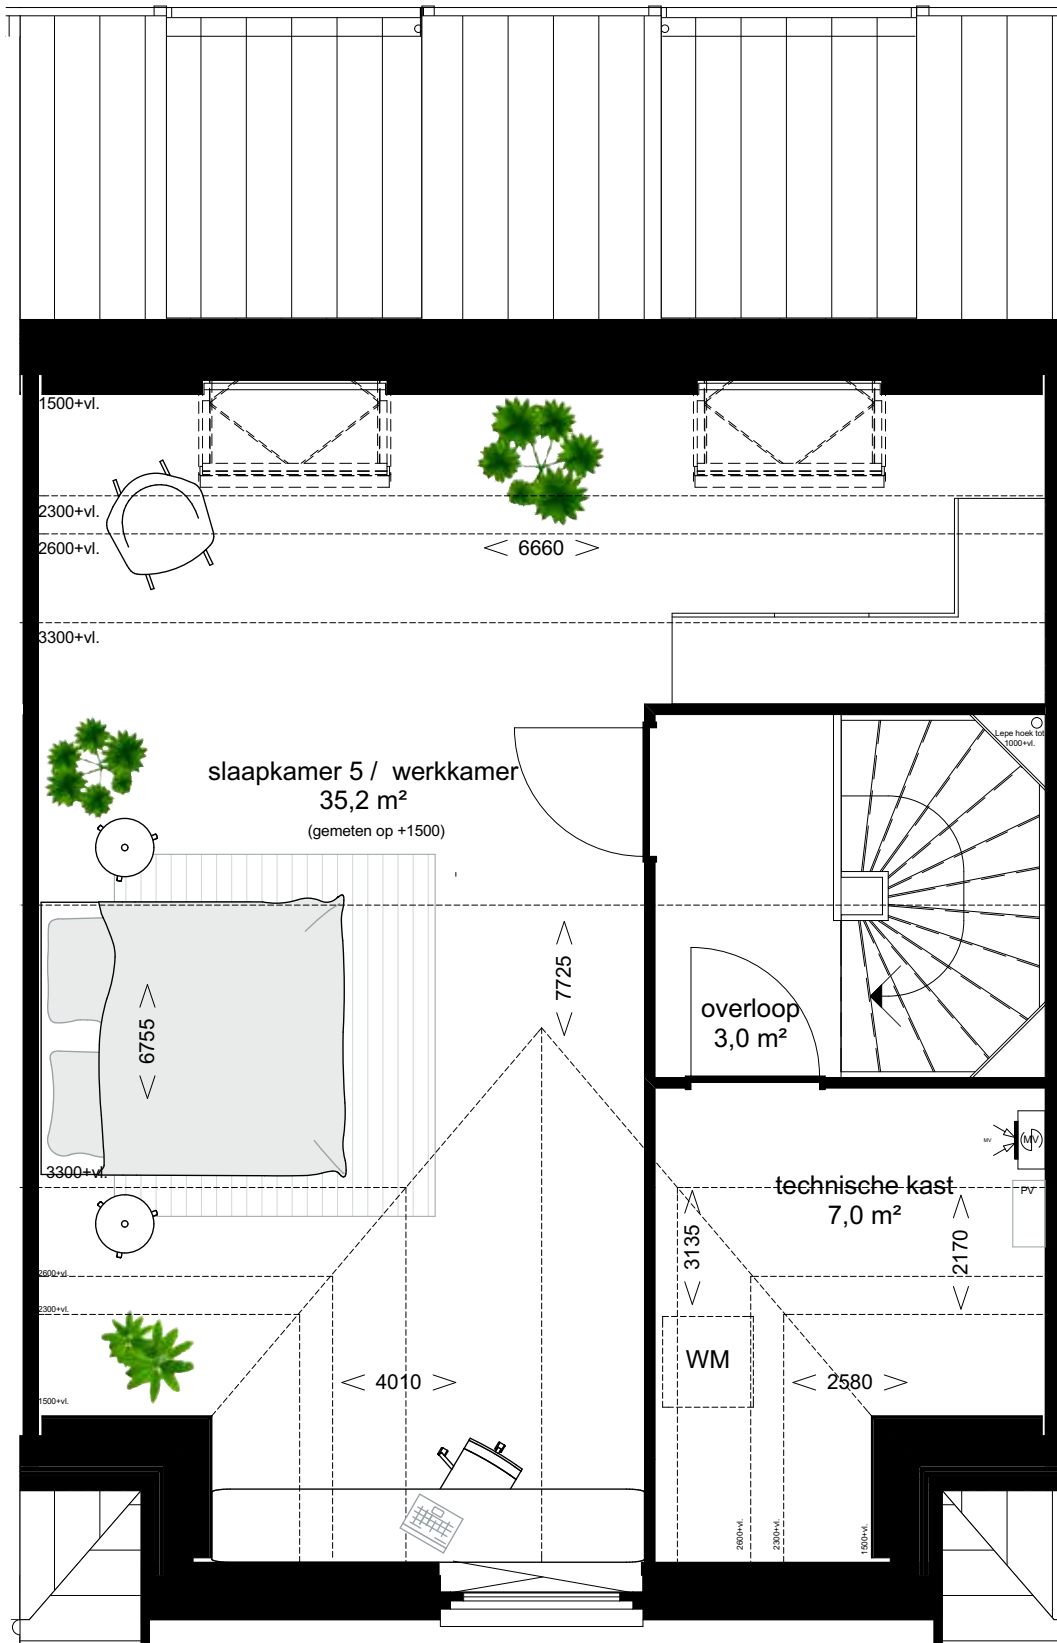 1500+vl.
2300+vl.
2600+vl.
6660
3300+vl.
Lepe hoek tot
1000+vl.
slaapkamer 5 / werkkamer
35,2 m²
(gemeten op +1500)
7725
6755
overloop
3,0 m²
MV
MV
3300+vl.
technische kast
7,0 m²
PV
3135
2170
2600+vl.
2300+vl.
WM
4010
2580
1500+vl.
2600+vl.
2300+vl.
1500+vl.